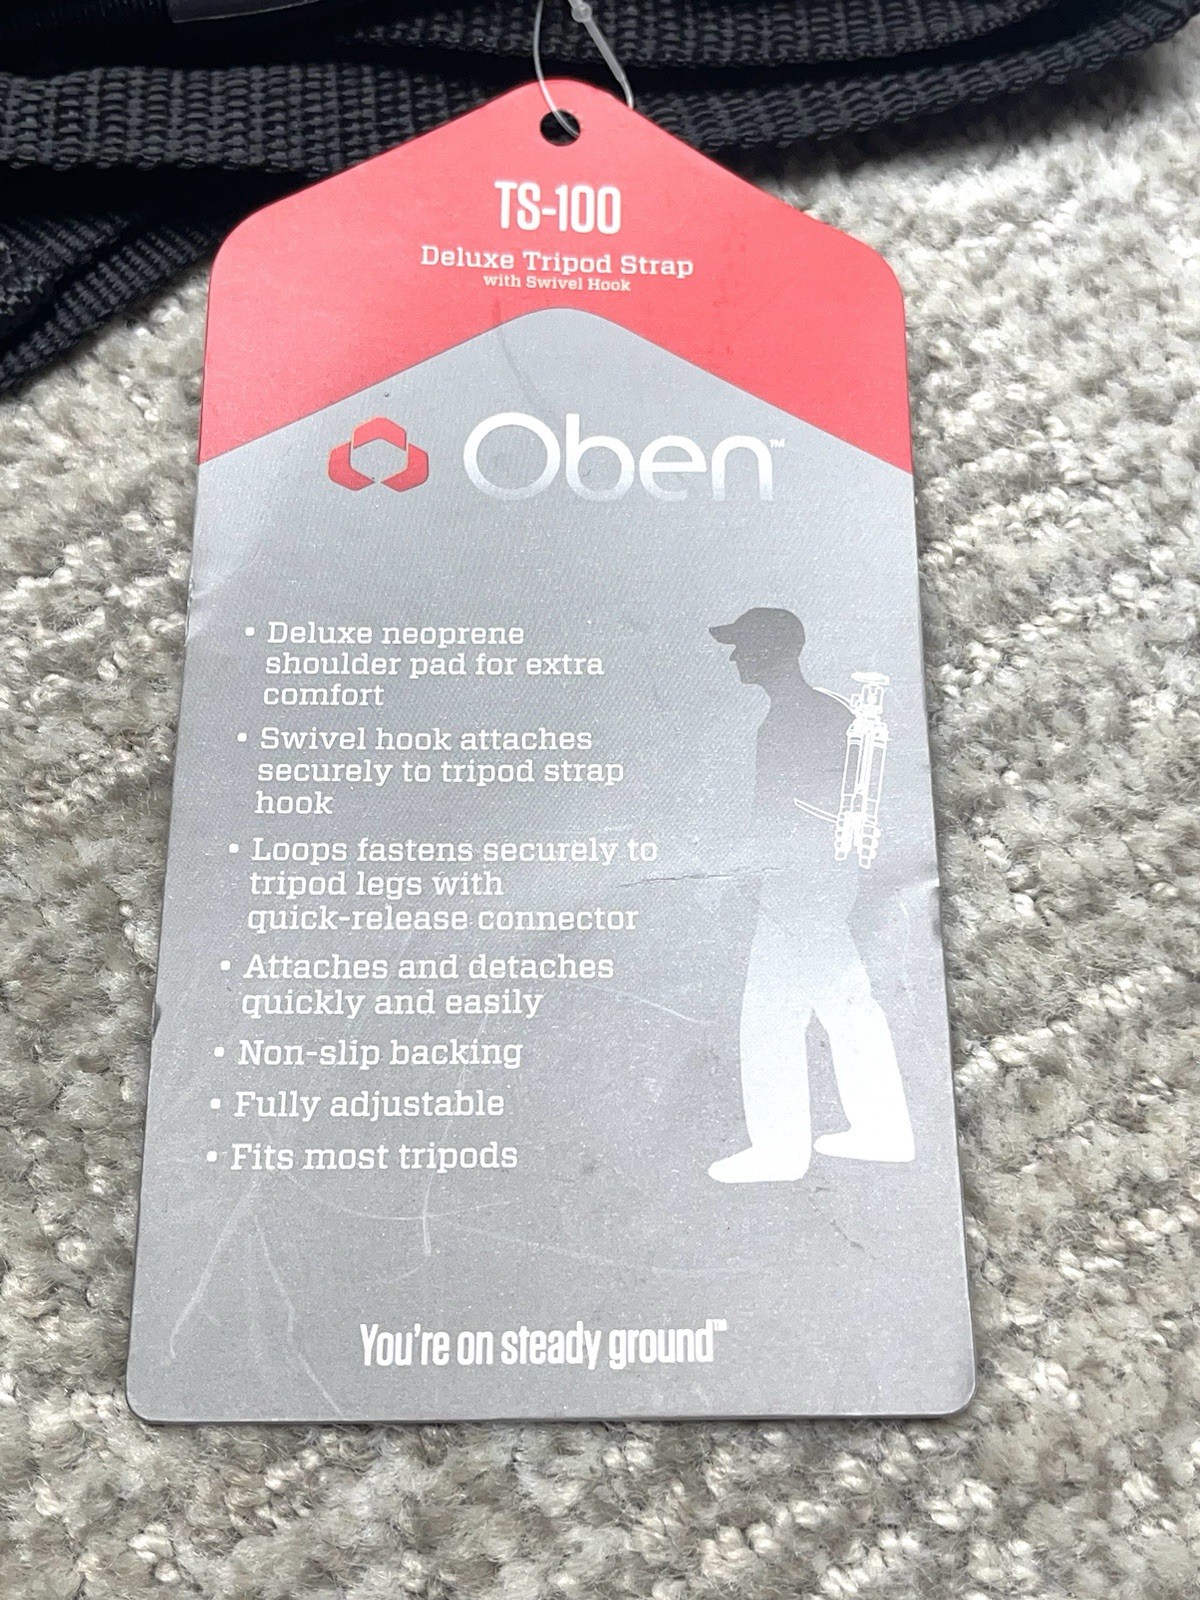 TS-100
Deluxe Tripod Strap
with Swivel Hook
Oben™
• Deluxe neoprene
shoulder pad for extra
comfort
• Swivel hook attaches
securely to tripod strap
hook
• Loops fastens securely to
tripod legs with
quick-release connector
• Attaches and detaches
quickly and easily
• Non-slip backing
• Fully adjustable
• Fits most tripods
You're on steady ground™